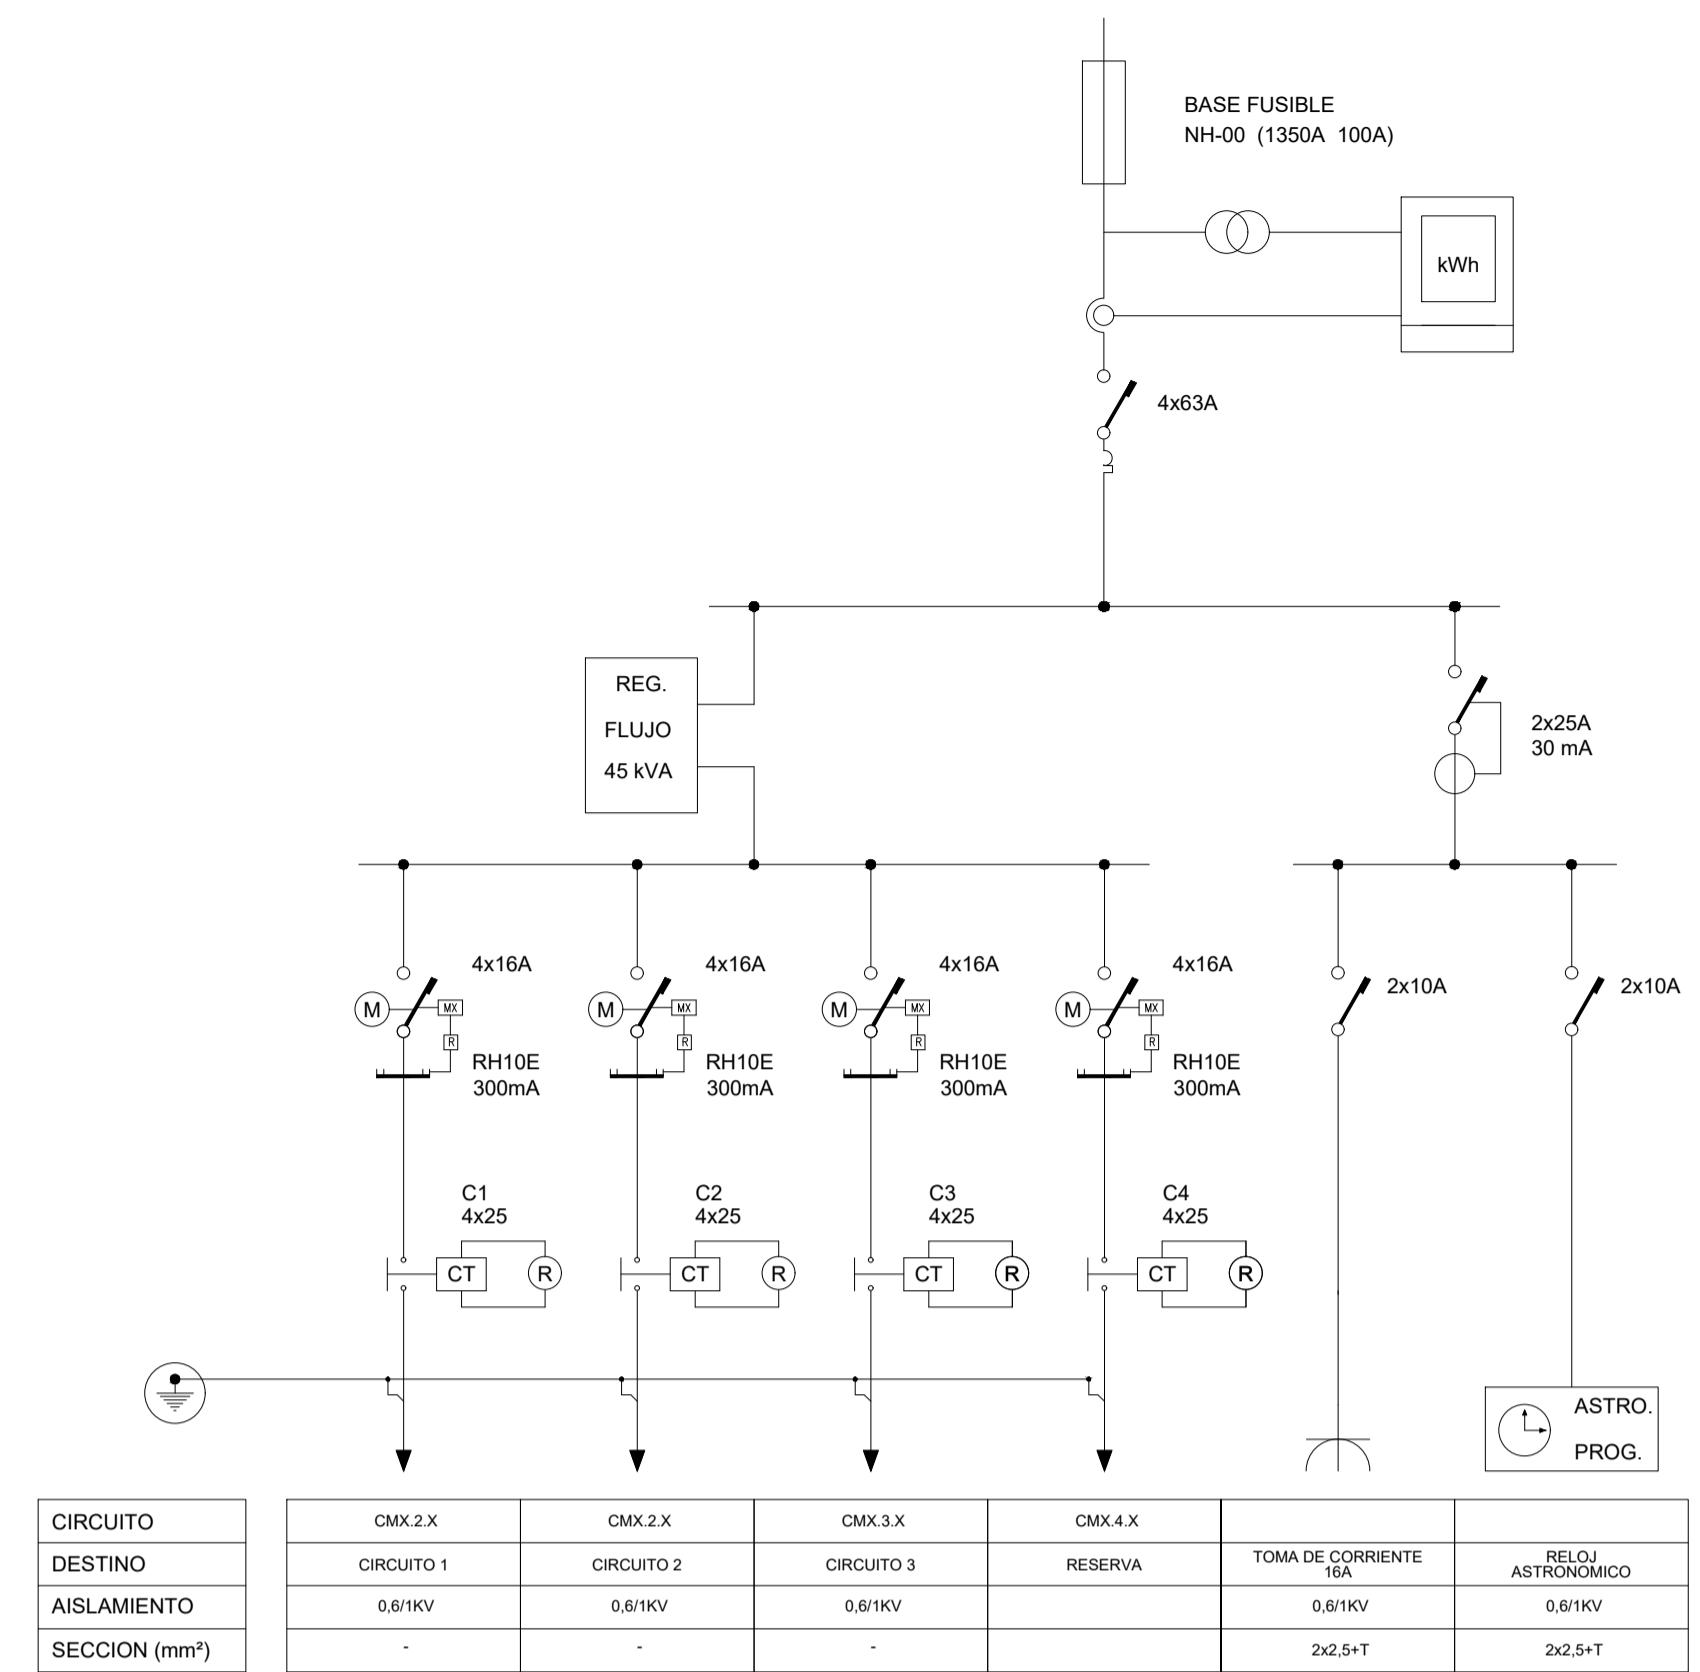 BASE FUSIBLE
NH-00 (1350A 100A)
kWh
4x63A
REG.
FLUJO
45 kVA
2x25A
30 mA
4x16A
4x16A
4x16A
4x16A
2x10A
2x10A
M
MX
M
MX
M
MX
M
MX
R
R
R
R
RH10E
300mA
RH10E
300mA
RH10E
300mA
RH10E
300mA
C1
4x25
C2
4x25
C3
4x25
C4
4x25
CT
R
CT
R
CT
R
CT
R
ASTRO.
PROG.
CIRCUITO
CMX.2.X
CMX.2.X
CMX.3.X
CMX.4.X
DESTINO
CIRCUITO 1
CIRCUITO 2
CIRCUITO 3
RESERVA
TOMA DE CORRIENTE
16A
RELOJ
ASTRONOMICO
AISLAMIENTO
0,6/1KV
0,6/1KV
0,6/1KV
0,6/1KV
0,6/1KV
SECCION (mm²)
-
-
-
2x2,5+T
2x2,5+T